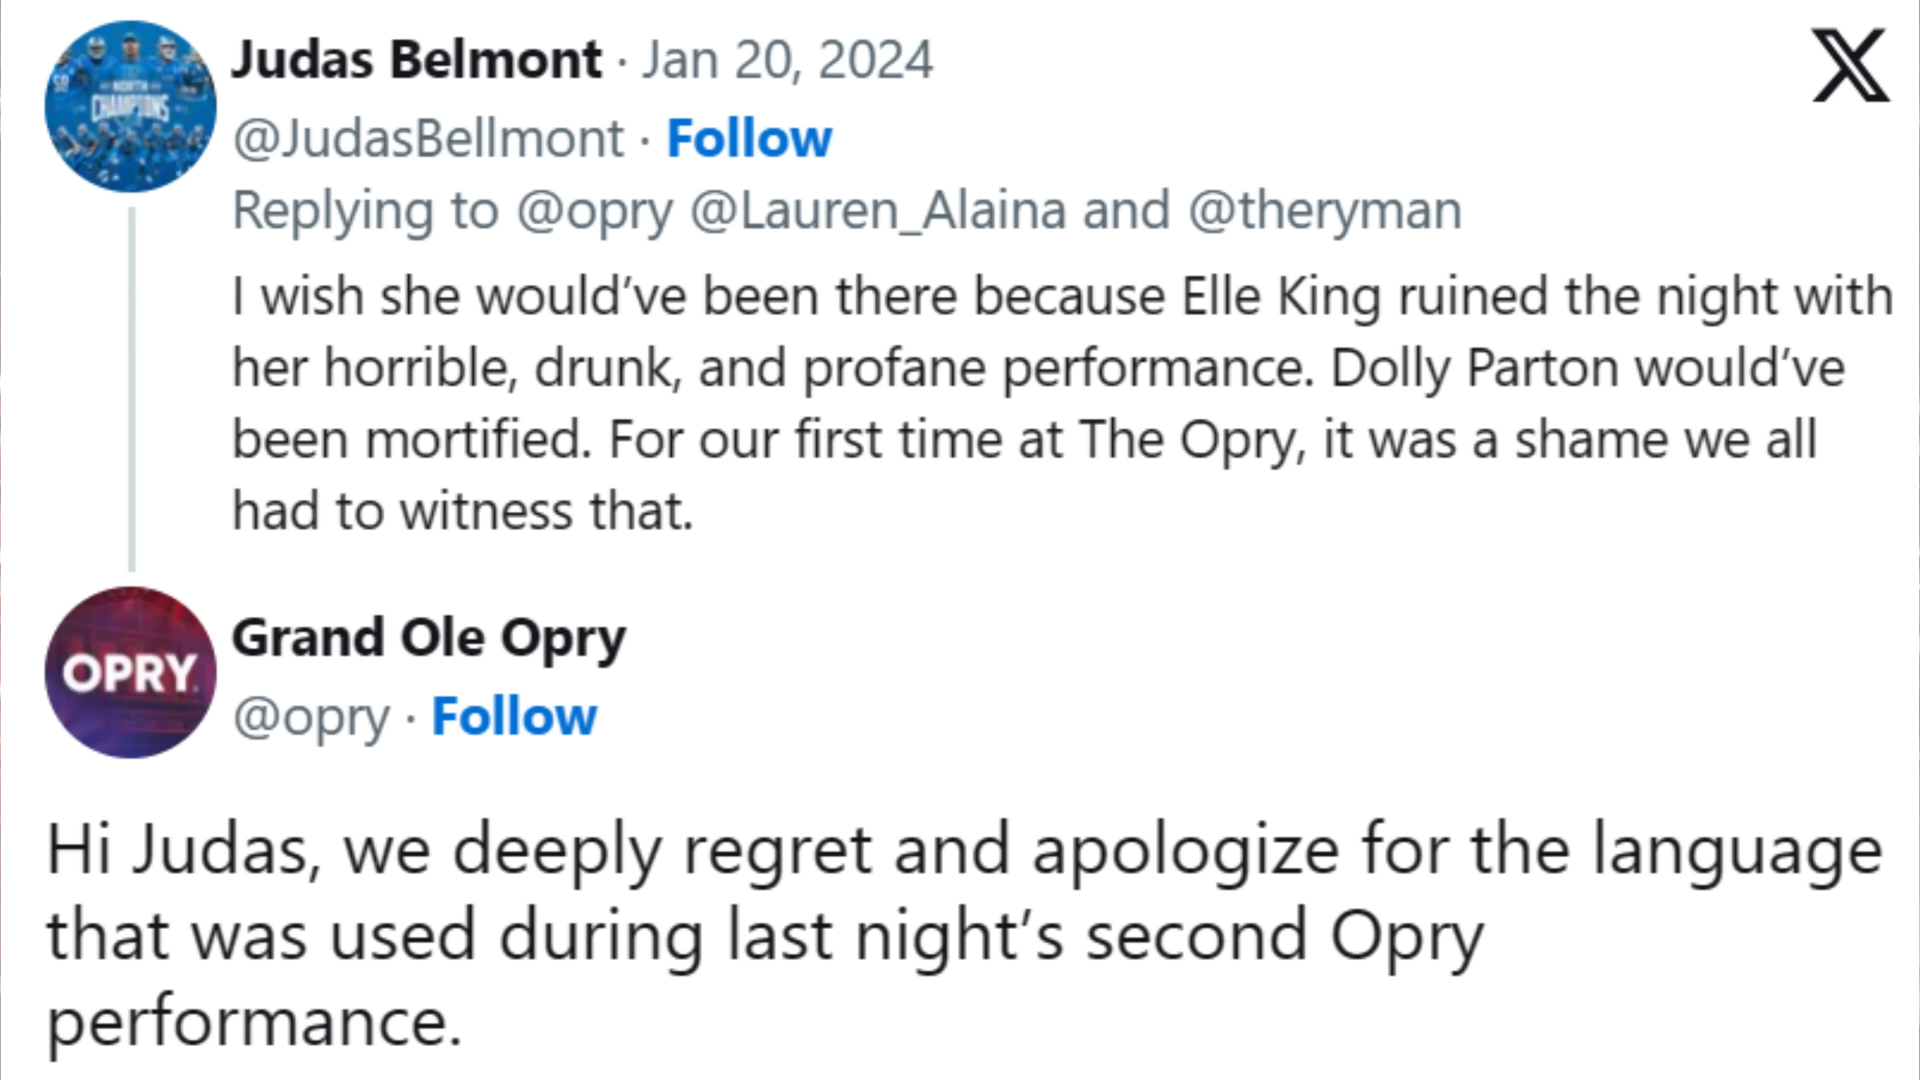 Judas Belmont · Jan 20, 2024
@JudasBellmont · Follow
Replying to @opry @Lauren_Alaina and @theryman
I wish she would’ve been there because Elle King ruined the night with
her horrible, drunk, and profane performance. Dolly Parton would’ve
been mortified. For our first time at The Opry, it was a shame we all
had to witness that.
NORTH
CHAMPIONS
OPRY
Grand Ole Opry
@opry · Follow
Hi Judas, we deeply regret and apologize for the language
that was used during last night’s second Opry
performance.